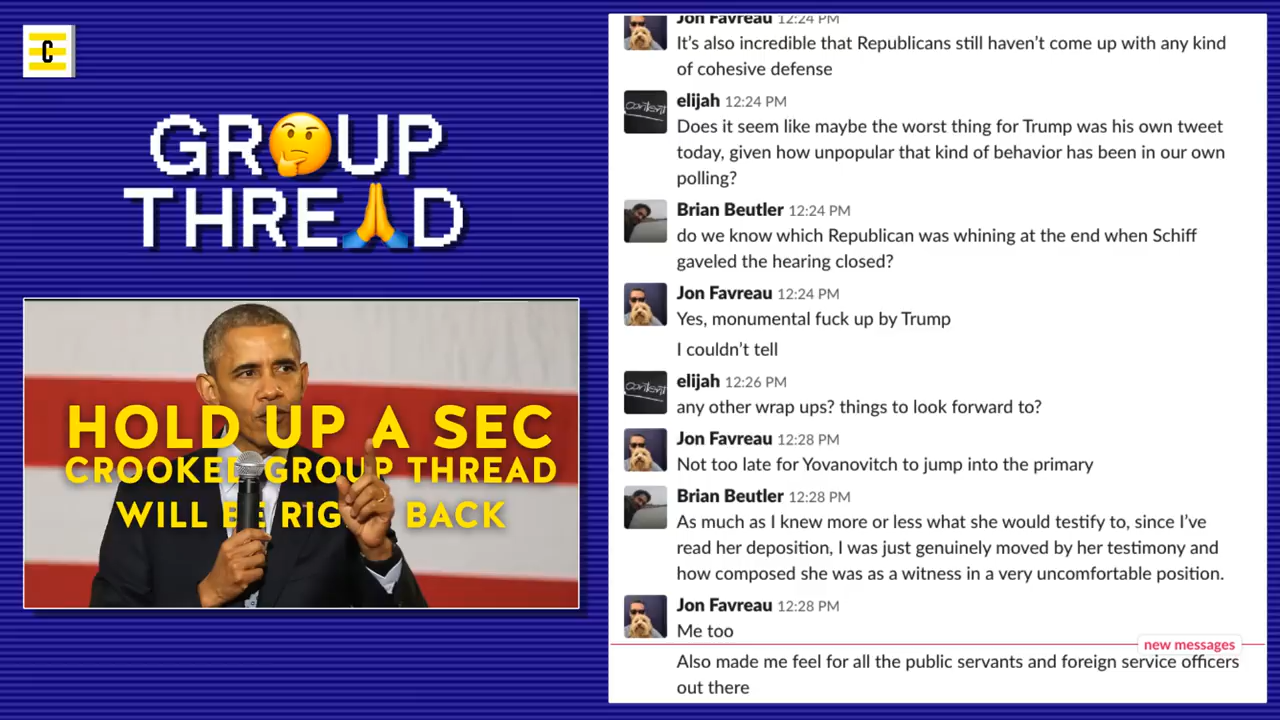 C
GR🤔UP
THRE🙏D
HOLD UP A SEC
CROOKED GROUP THREAD
WILL BE RIGHT BACK
Jon Favreau 12:24 PM
It’s also incredible that Republicans still haven’t come up with any kind
of cohesive defense
content
elijah 12:24 PM
Does it seem like maybe the worst thing for Trump was his own tweet
today, given how unpopular that kind of behavior has been in our own
polling?
Brian Beutler 12:24 PM
do we know which Republican was whining at the end when Schiff
gaveled the hearing closed?
Jon Favreau 12:24 PM
Yes, monumental fuck up by Trump
I couldn’t tell
content
elijah 12:26 PM
any other wrap ups? things to look forward to?
Jon Favreau 12:28 PM
Not too late for Yovanovitch to jump into the primary
Brian Beutler 12:28 PM
As much as I knew more or less what she would testify to, since I’ve
read her deposition, I was just genuinely moved by her testimony and
how composed she was as a witness in a very uncomfortable position.
Jon Favreau 12:28 PM
Me too
new messages
Also made me feel for all the public servants and foreign service officers
out there